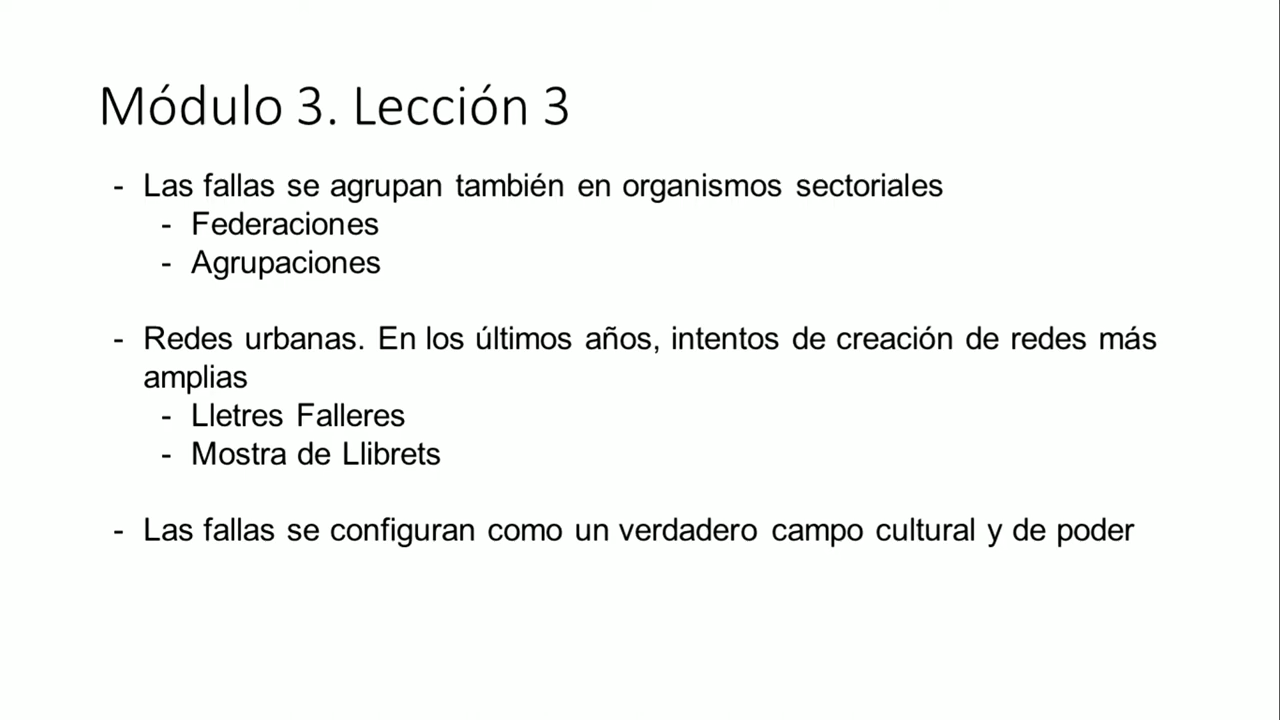 Módulo 3. Lección 3
- Las fallas se agrupan también en organismos sectoriales
- Federaciones
- Agrupaciones
- Redes urbanas. En los últimos años, intentos de creación de redes más
amplias
- Lletres Falleres
- Mostra de Llibrets
- Las fallas se configuran como un verdadero campo cultural y de poder